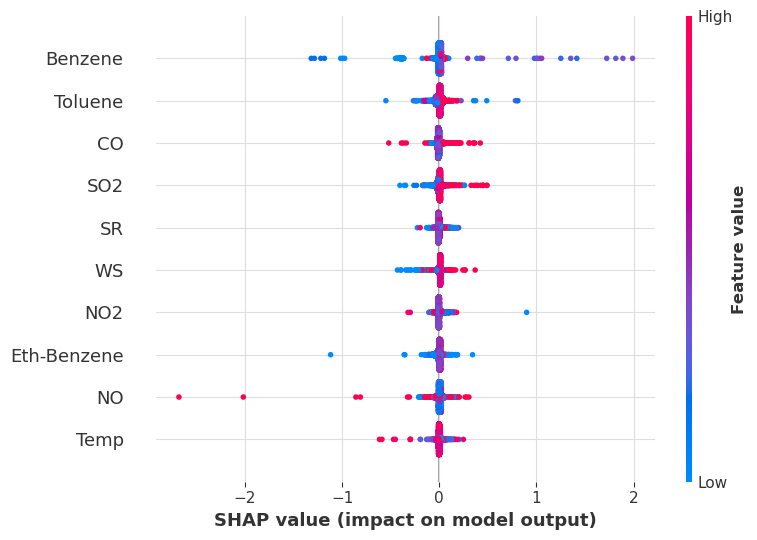 High
Benzene
Toluene
CO
SO2
SR
WS
NO2
Eth-Benzene
NO
Temp
Feature value
Low
−2
−1
0
1
2
SHAP value (impact on model output)